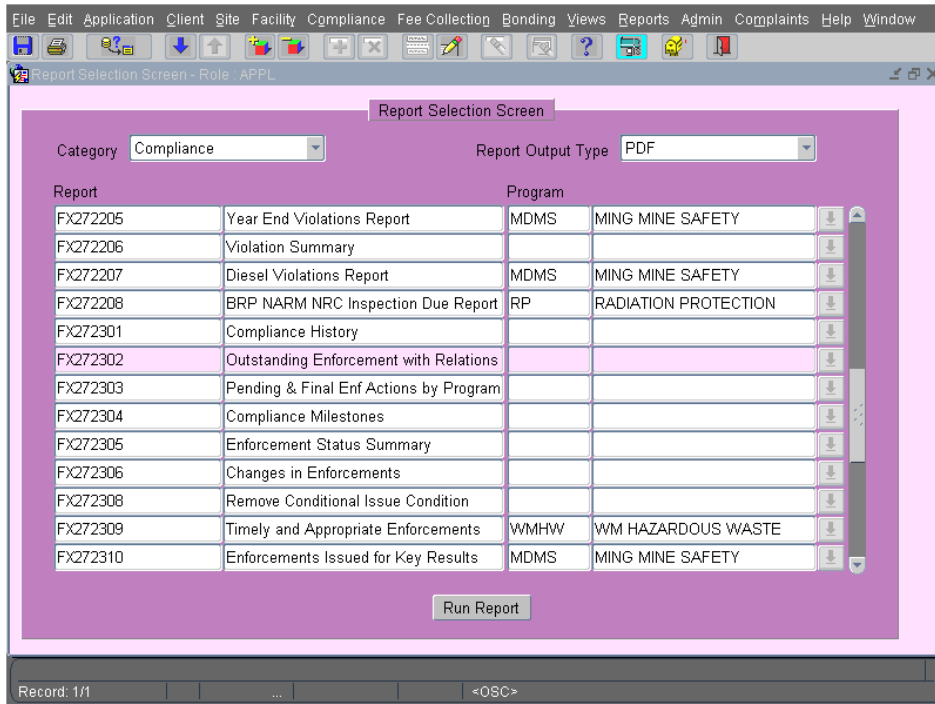 File Edit Application Client Site Facility Compliance Fee Collection Bonding Views Reports Admin Complaints Help Window
Report Selection Screen - Role : APPL
Report Selection Screen
Category Compliance Report Output Type PDF
Report Program
FX272205 Year End Violations Report MDMS MING MINE SAFETY
FX272206 Violation Summary
FX272207 Diesel Violations Report MDMS MING MINE SAFETY
FX272208 BRP NARM NRC Inspection Due Report RP RADIATION PROTECTION
FX272301 Compliance History
FX272302 Outstanding Enforcement with Relations
FX272303 Pending & Final Enf Actions by Program
FX272304 Compliance Milestones
FX272305 Enforcement Status Summary
FX272306 Changes in Enforcements
FX272308 Remove Conditional Issue Condition
FX272309 Timely and Appropriate Enforcements WMHW WM HAZARDOUS WASTE
FX272310 Enforcements Issued for Key Results MDMS MING MINE SAFETY
Run Report
Record: 1/1 ... <OSC>